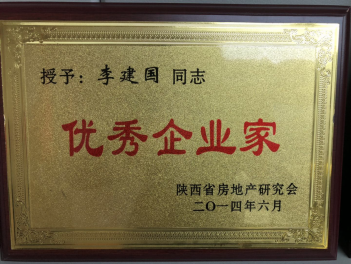 授予：李建国 同志
优秀企业家
陕西省房地产研究会
二〇一四年六月